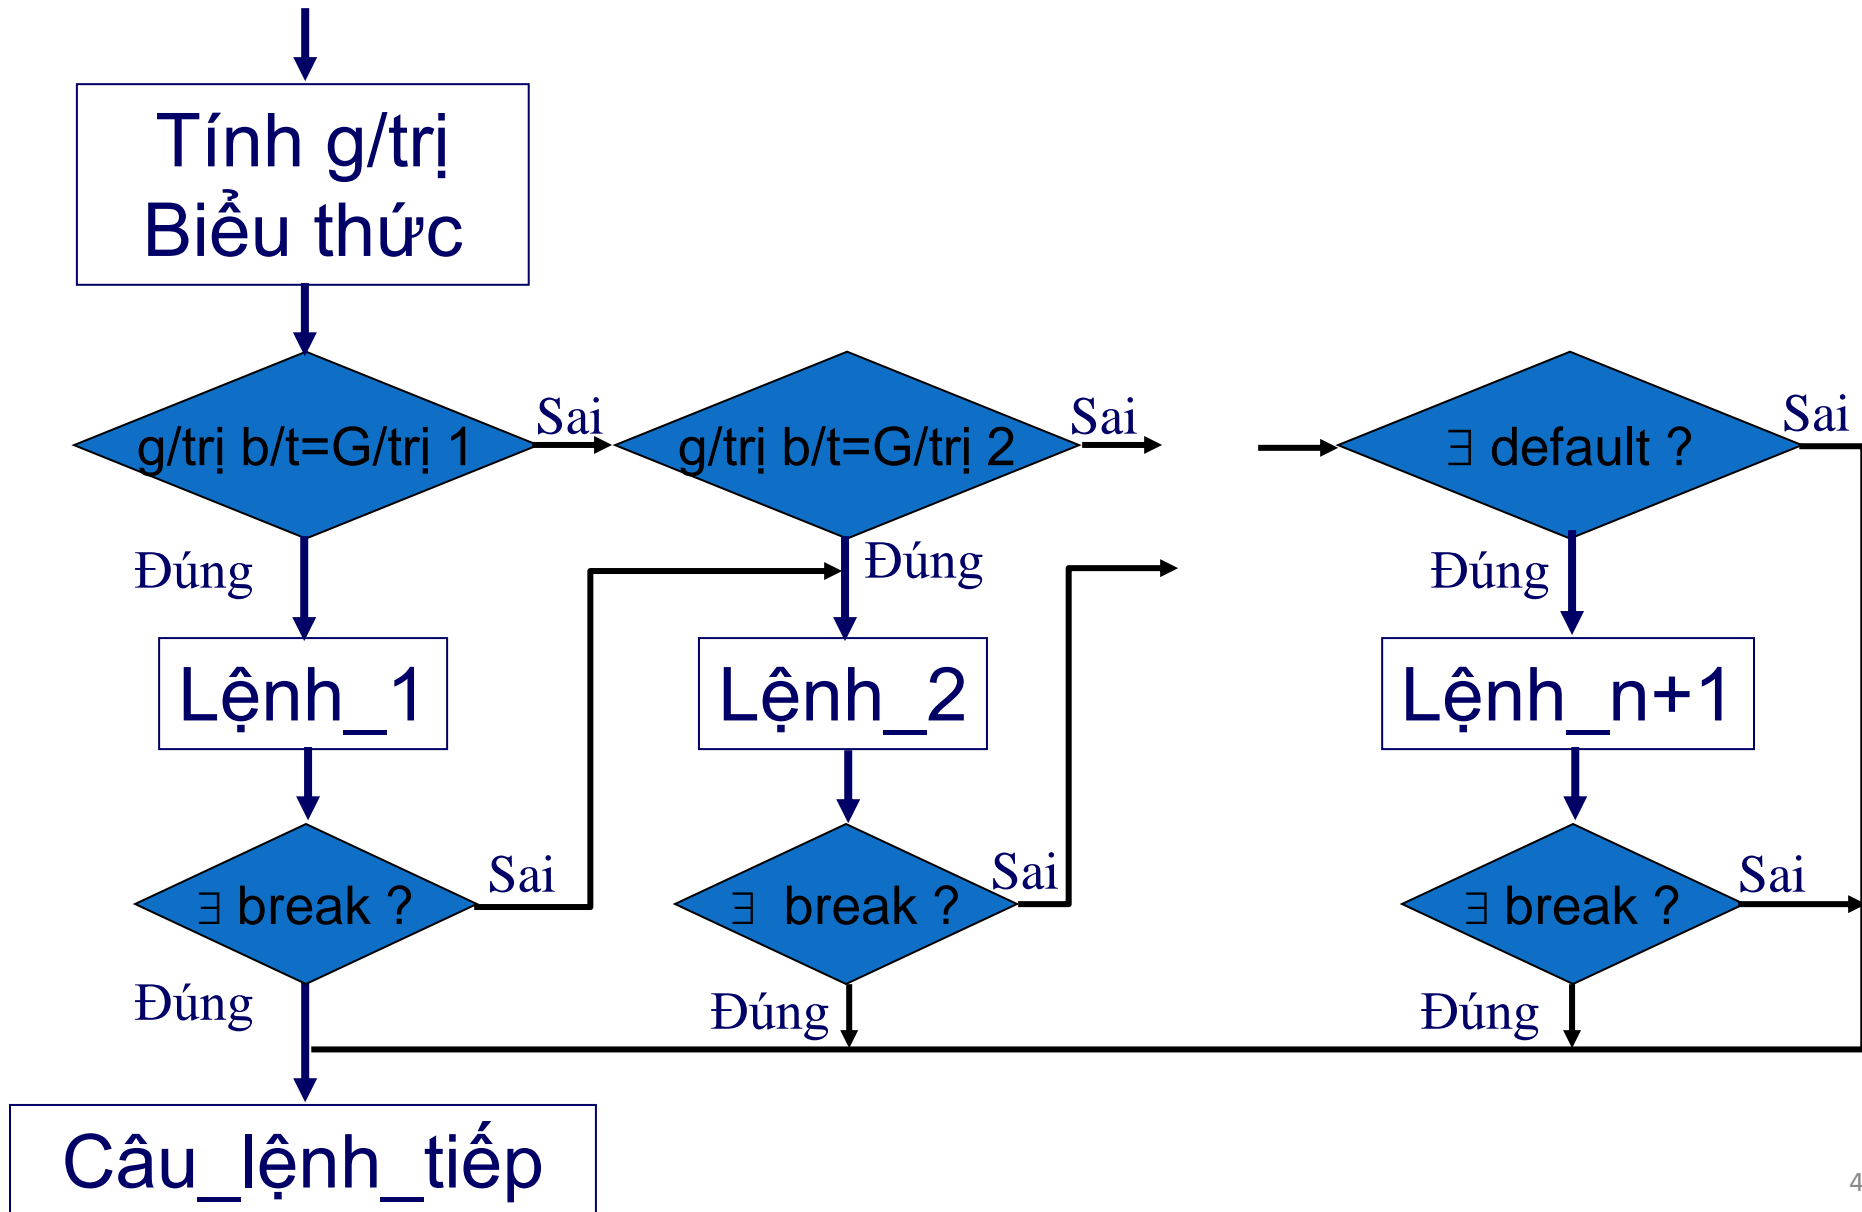 Tính g/trị
Biểu thức
g/trị b/t=G/trị 1
Sai
g/trị b/t=G/trị 2
Sai
∃ default ?
Sai
Đúng
Đúng
Đúng
Lệnh_1
Lệnh_2
Lệnh_n+1
∃ break ?
Sai
∃ break ?
Sai
∃ break ?
Sai
Đúng
Đúng
Đúng
Câu_lệnh_tiếp
4